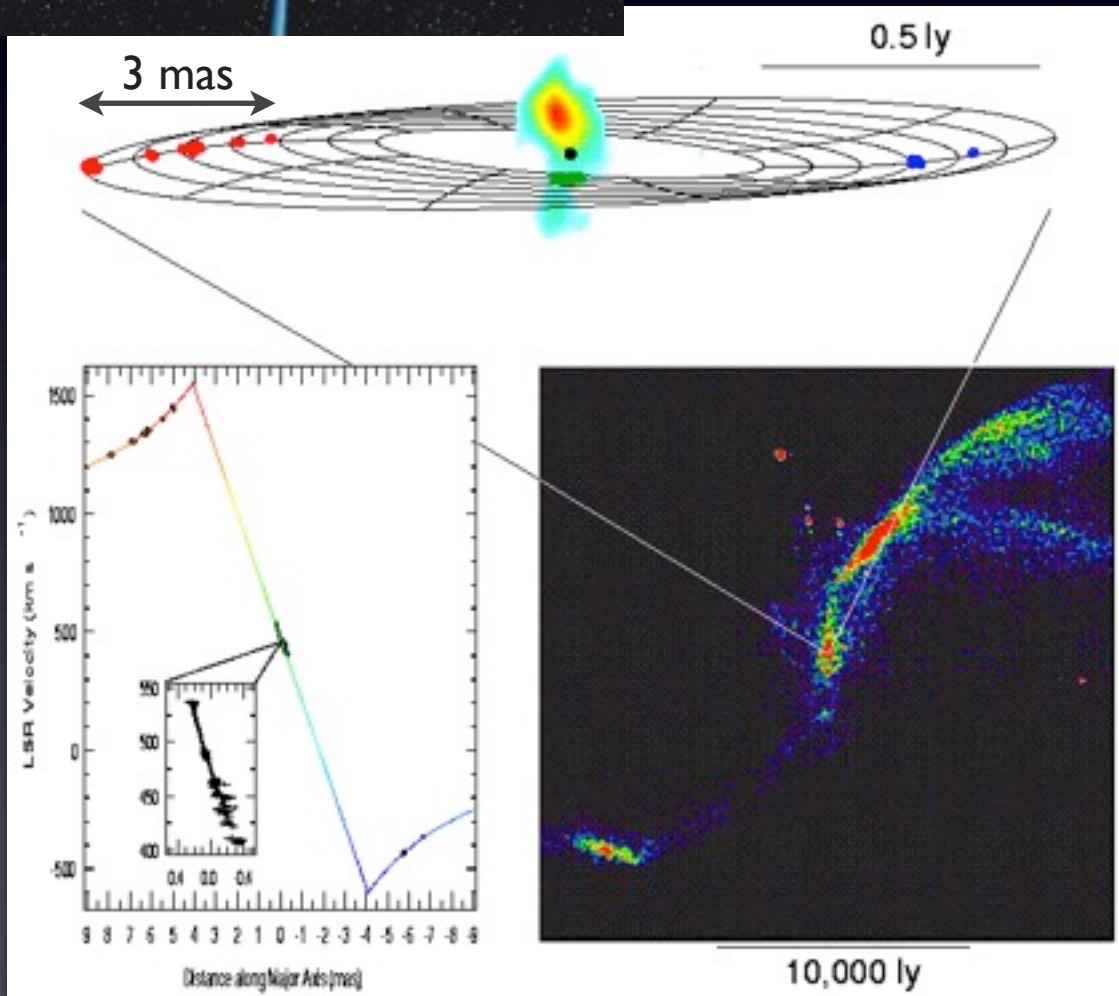 3 mas
0.5 ly
1500
1000
500
0
-500
LSR Velocity (km s⁻¹)
550
500
450
400
0.4 0.0 -0.4
9 8 7 6 5 4 3 2 1 0 -1 -2 -3 -4 -5 -6 -7 -8 -9
Distance along Major Axis (mas)
10,000 ly